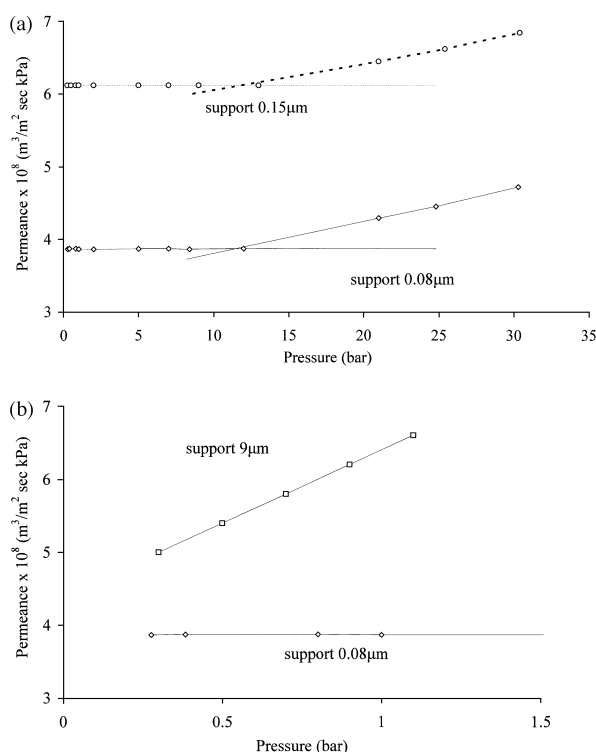 (a)
Permeance x 10⁸ (m³/m² sec kPa)
7
6
5
4
3
support 0.15μm
support 0.08μm
0 5 10 15 20 25 30 35
Pressure (bar)
(b)
Permeance x 10⁸ (m³/m² sec kPa)
7
6
5
4
3
support 9μm
support 0.08μm
0 0.5 1 1.5
Pressure (bar)